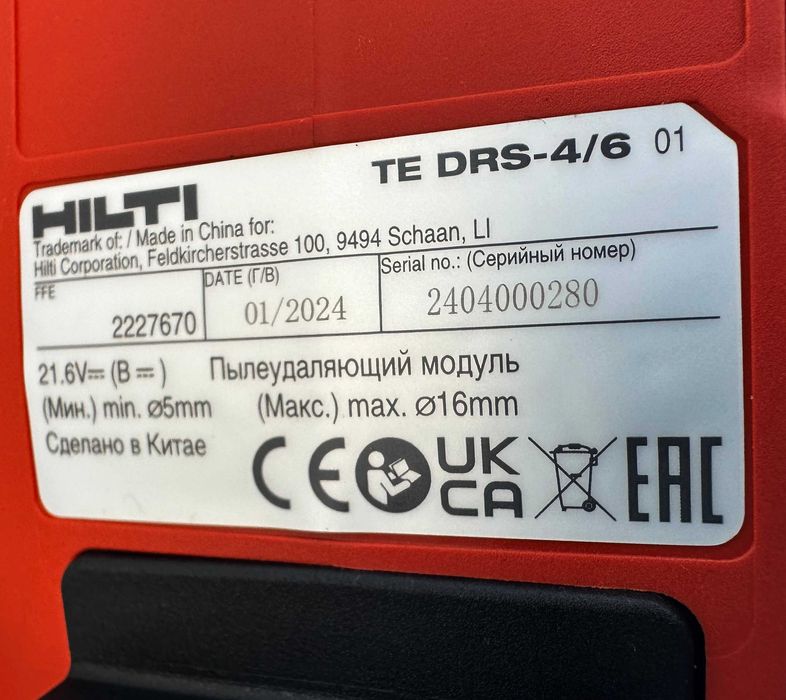 HILTI
TE DRS-4/6 01
Trademark of: / Made in China for:
Hilti Corporation, Feldkircherstrasse 100, 9494 Schaan, LI
FFE
2227670
DATE (Г/В)
01/2024
Serial no.: (Серийный номер)
2404000280
21.6V⎓ (В ⎓ ) Пылеудаляющий модуль
(Мин.) min. ⌀5mm (Макс.) max. ⌀16mm
Сделано в Китае
CE UK CA EAC